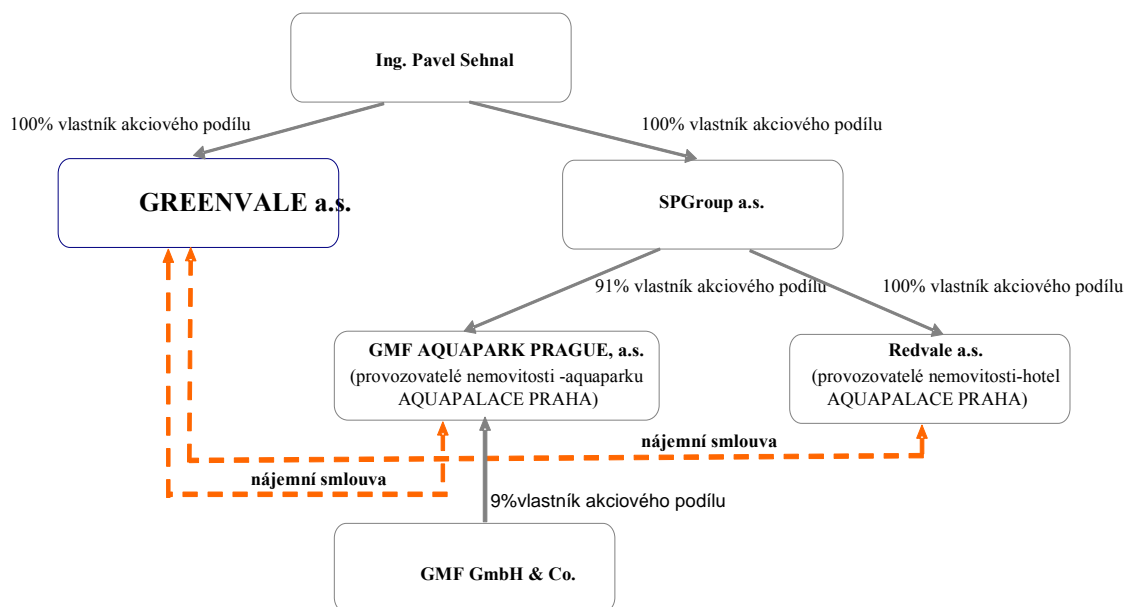 Ing. Pavel Sehnal
100% vlastník akciového podílu
100% vlastník akciového podílu
GREENVALE a.s.
SPGroup a.s.
91% vlastník akciového podílu
100% vlastník akciového podílu
GMF AQUAPARK PRAGUE, a.s.
(provozovatelé nemovitosti -aquaparku
AQUAPALACE PRAHA)
Redvale a.s.
(provozovatelé nemovitosti-hotel
AQUAPALACE PRAHA)
nájemní smlouva
nájemní smlouva
9%vlastník akciového podílu
GMF GmbH & Co.